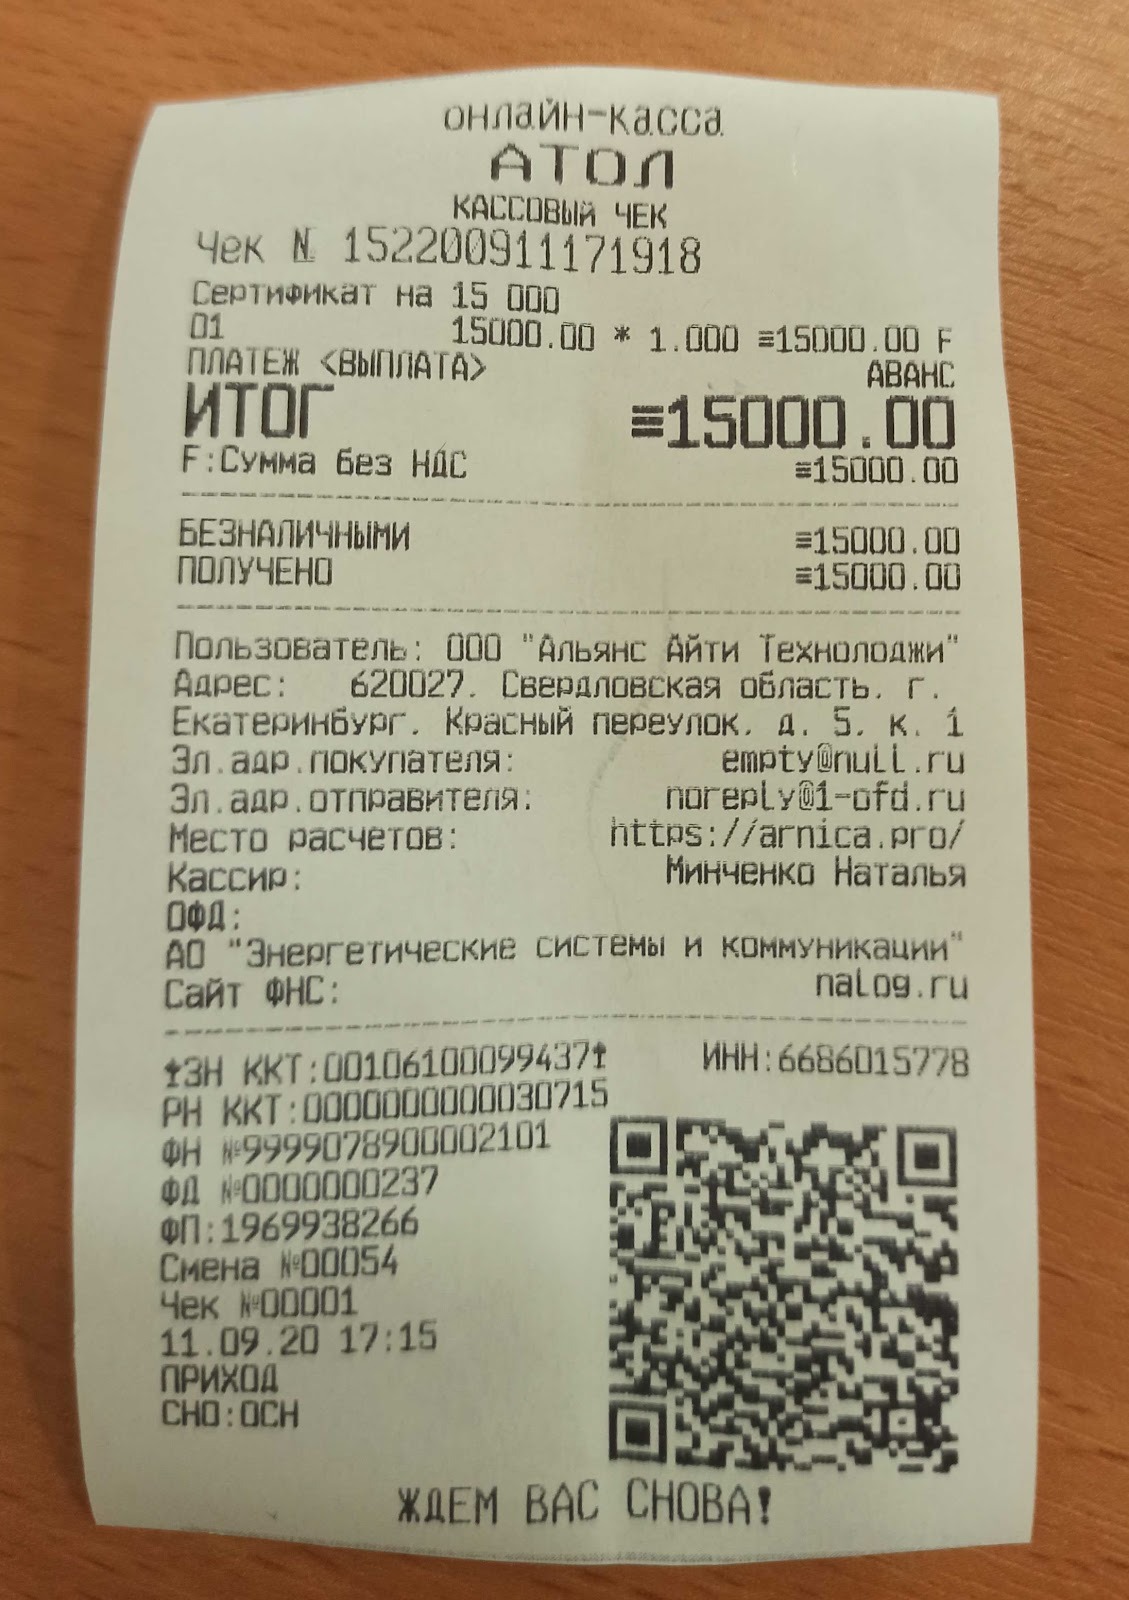 онлайн-касса
АТОЛ
КАССОВЫЙ ЧЕК
Чек № 152200911171918
Сертификат на 15 000
01 15000.00 * 1.000 ≡15000.00 F
ПЛАТЕЖ <ВЫПЛАТА> АВАНС
ИТОГ ≡15000.00
F:Сумма без НДС ≡15000.00
БЕЗНАЛИЧНЫМИ ≡15000.00
ПОЛУЧЕНО ≡15000.00
Пользователь: ООО "Альянс Айти Технолоджи"
Адрес: 620027, Свердловская область, г.
Екатеринбург, Красный переулок, д. 5, к. 1
Эл.адр.покупателя: empty@null.ru
Эл.адр.отправителя: noreply@1-ofd.ru
Место расчетов: https://arnica.pro/
Кассир: Минченко Наталья
ОФД:
АО "Энергетические системы и коммуникации"
Сайт ФНС: nalog.ru
ЗН ККТ:00106100099437 ИНН:6686015778
РН ККТ:0000000000030715
ФН №9999078900002101
ФД №0000000237
ФП:1969938266
Смена №00054
Чек №00001
11.09.20 17:15
ПРИХОД
СНО:ОСН
ЖДЕМ ВАС СНОВА!